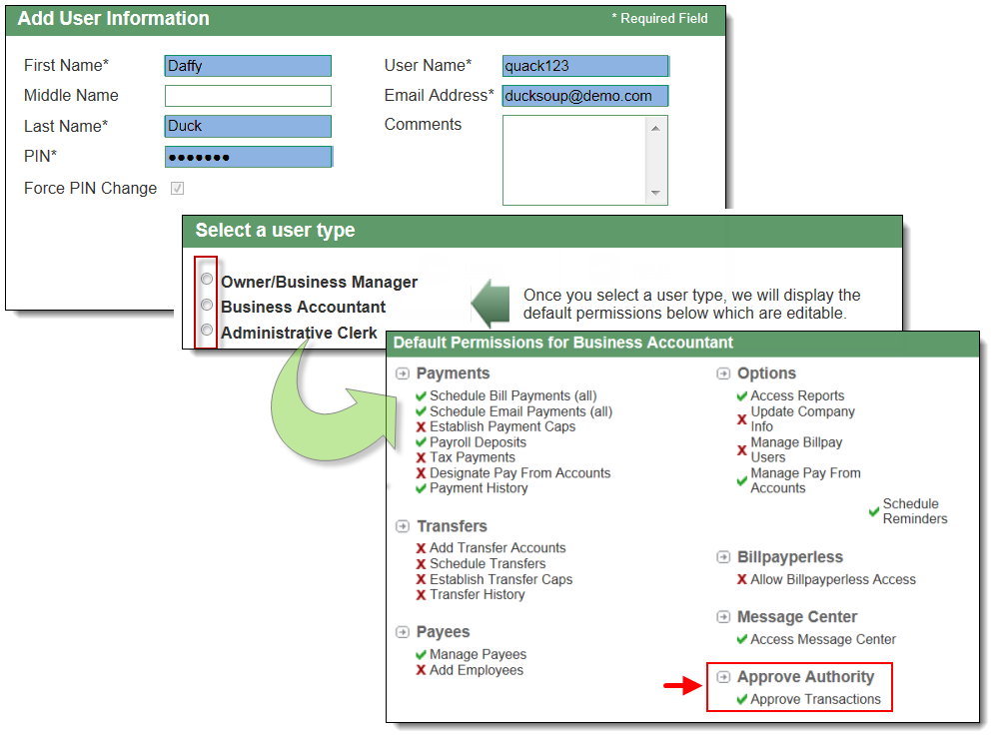 Add User Information
* Required Field
First Name*
Daffy
User Name*
quack123
Middle Name
Email Address*
ducksoup@demo.com
Last Name*
Duck
Comments
PIN*
•••••••
Force PIN Change
Select a user type
Owner/Business Manager
Business Accountant
Administrative Clerk
Once you select a user type, we will display the
default permissions below which are editable.
Default Permissions for Business Accountant
Payments
Schedule Bill Payments (all)
Schedule Email Payments (all)
Establish Payment Caps
Payroll Deposits
Tax Payments
Designate Pay From Accounts
Payment History
Transfers
Add Transfer Accounts
Schedule Transfers
Establish Transfer Caps
Transfer History
Payees
Manage Payees
Add Employees
Options
Access Reports
Update Company
Info
Manage Billpay
Users
Manage Pay From
Accounts
Schedule
Reminders
Billpayperless
Allow Billpayperless Access
Message Center
Access Message Center
Approve Authority
Approve Transactions